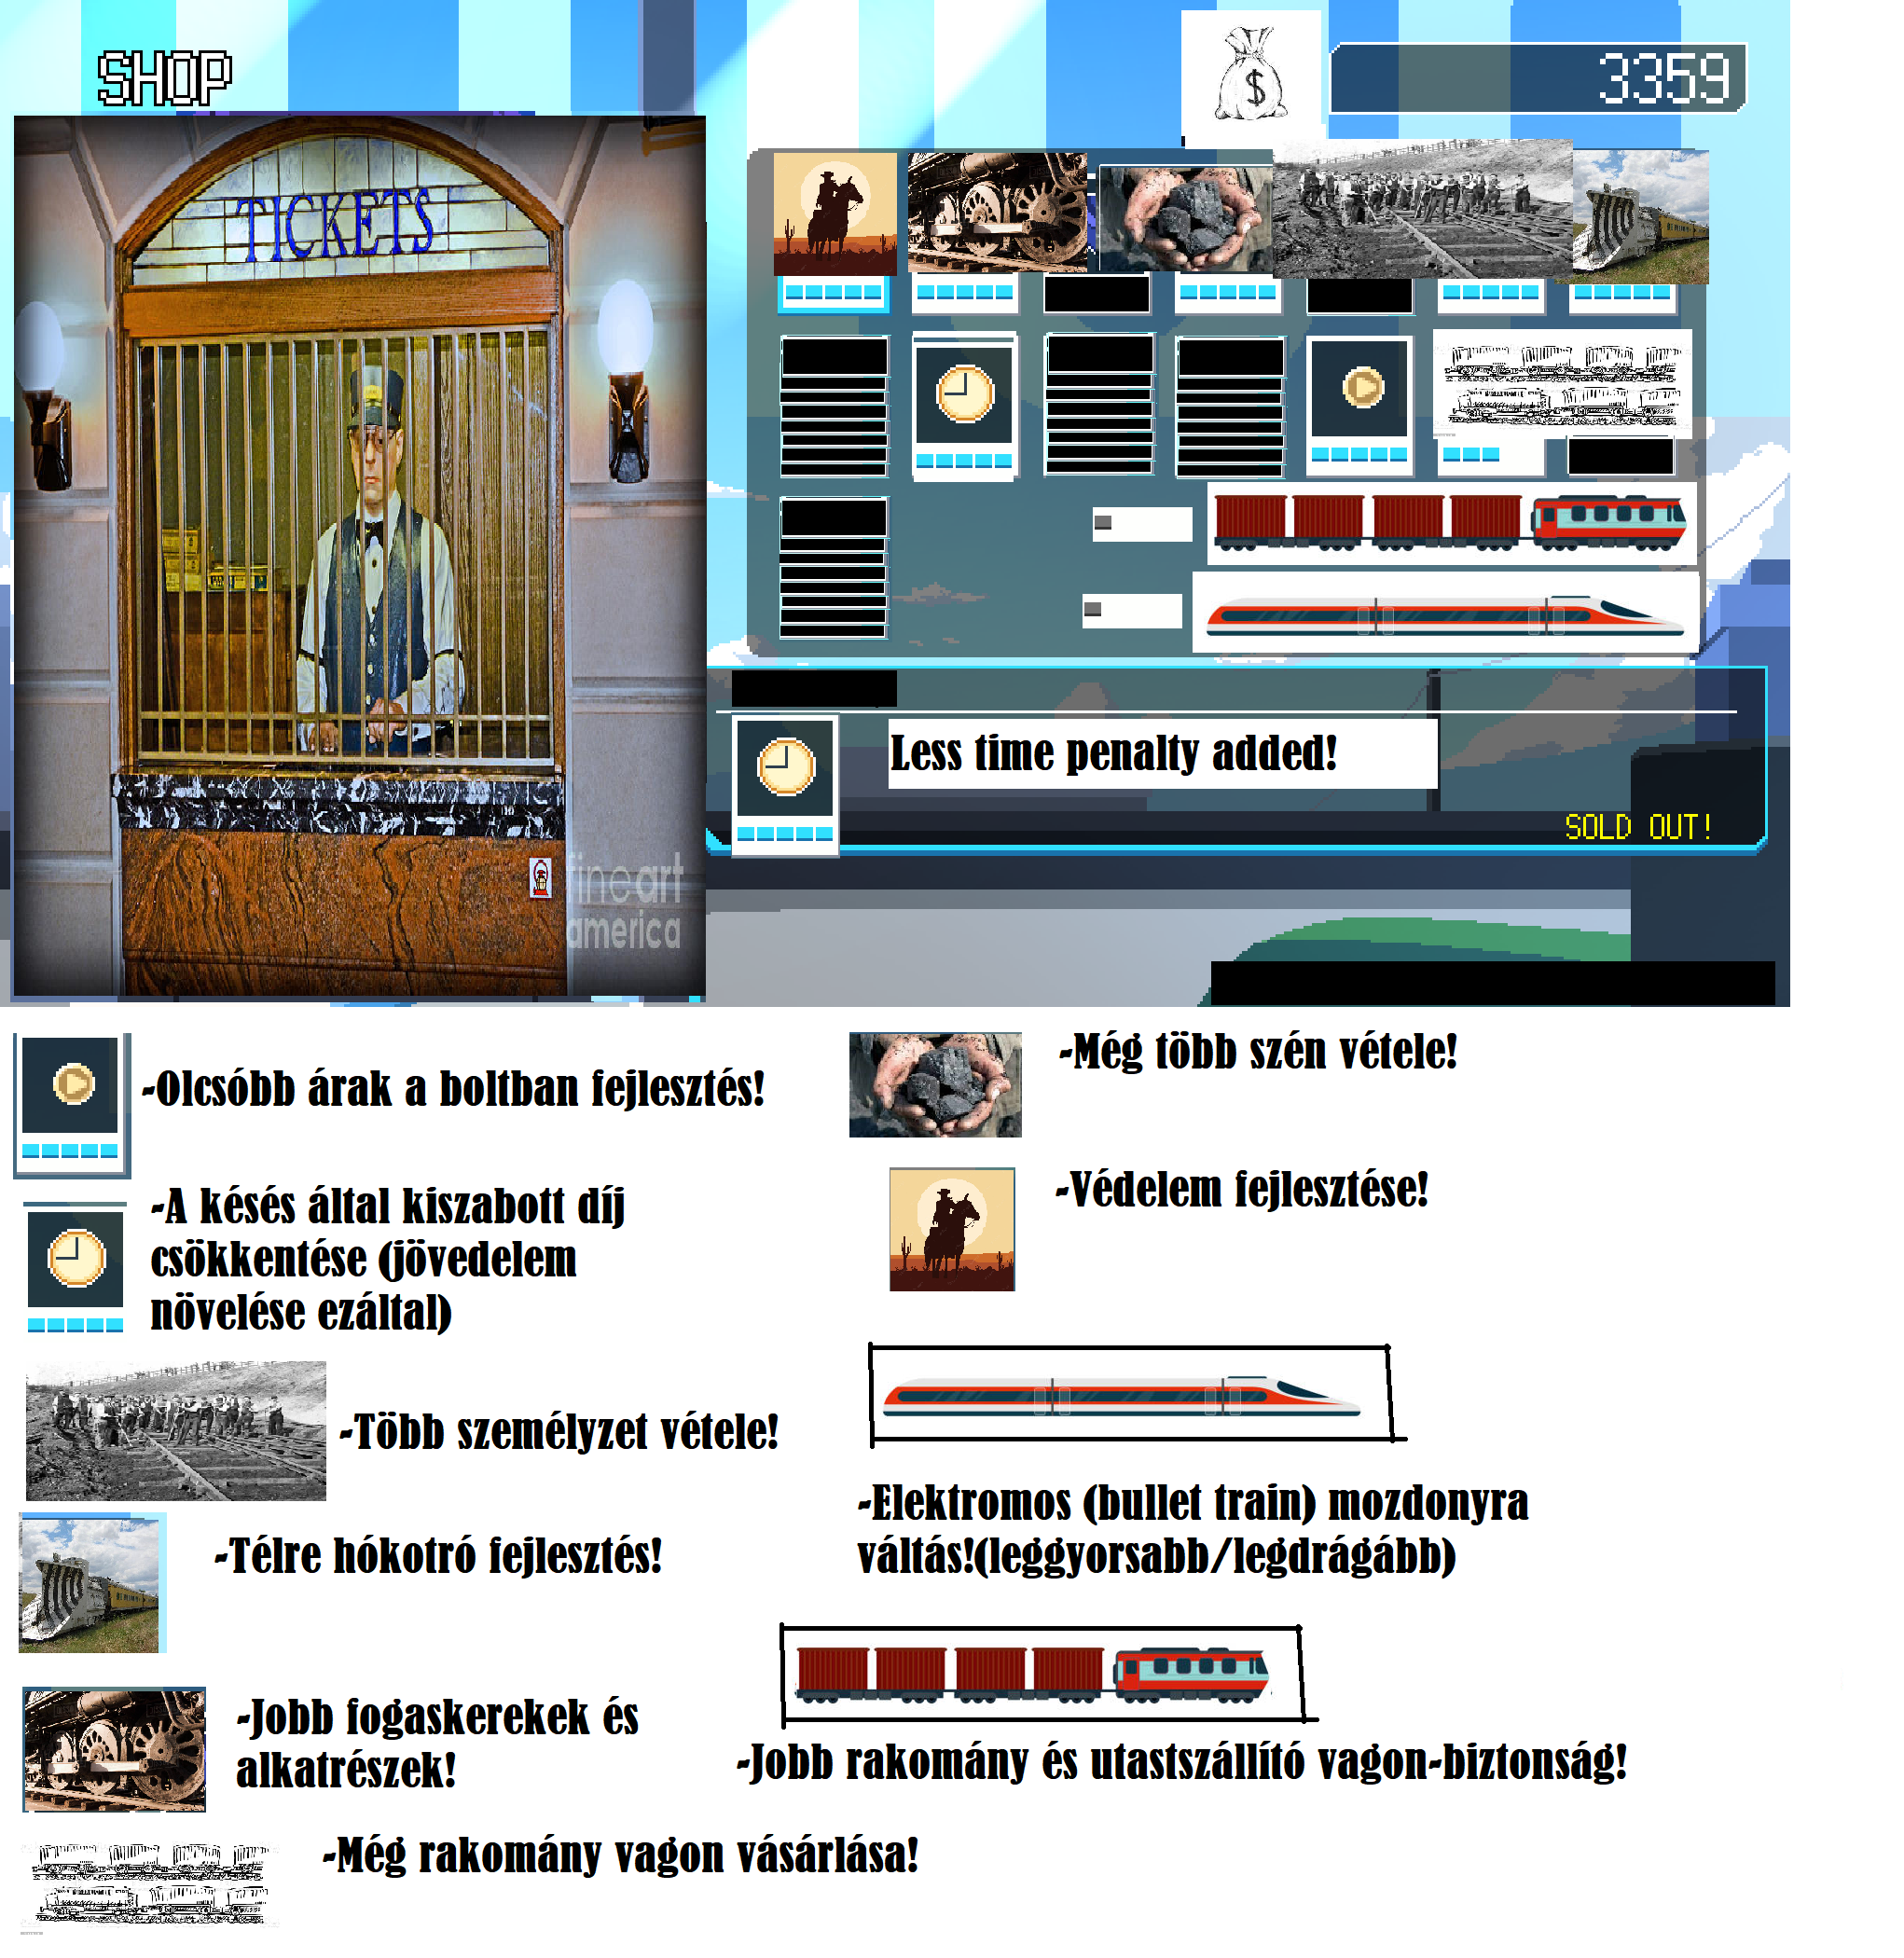 SHOP
3359
$
TICKETS
Less time penalty added!
SOLD OUT!
fineart
america
-Olcsóbb árak a boltban fejlesztés!
-A késés által kiszabott díj
csökkentése (jövedelem
növelése ezáltal)
-Több személyzet vétele!
-Télre hókotró fejlesztés!
-Jobb fogaskerekek és
alkatrészek!
-Még rakomány vagon vásárlása!
-Még több szén vétele!
-Védelem fejlesztése!
-Elektromos (bullet train) mozdonyra
váltás!(leggyorsabb/legdrágább)
-Jobb rakomány és utastszállító vagon-biztonság!